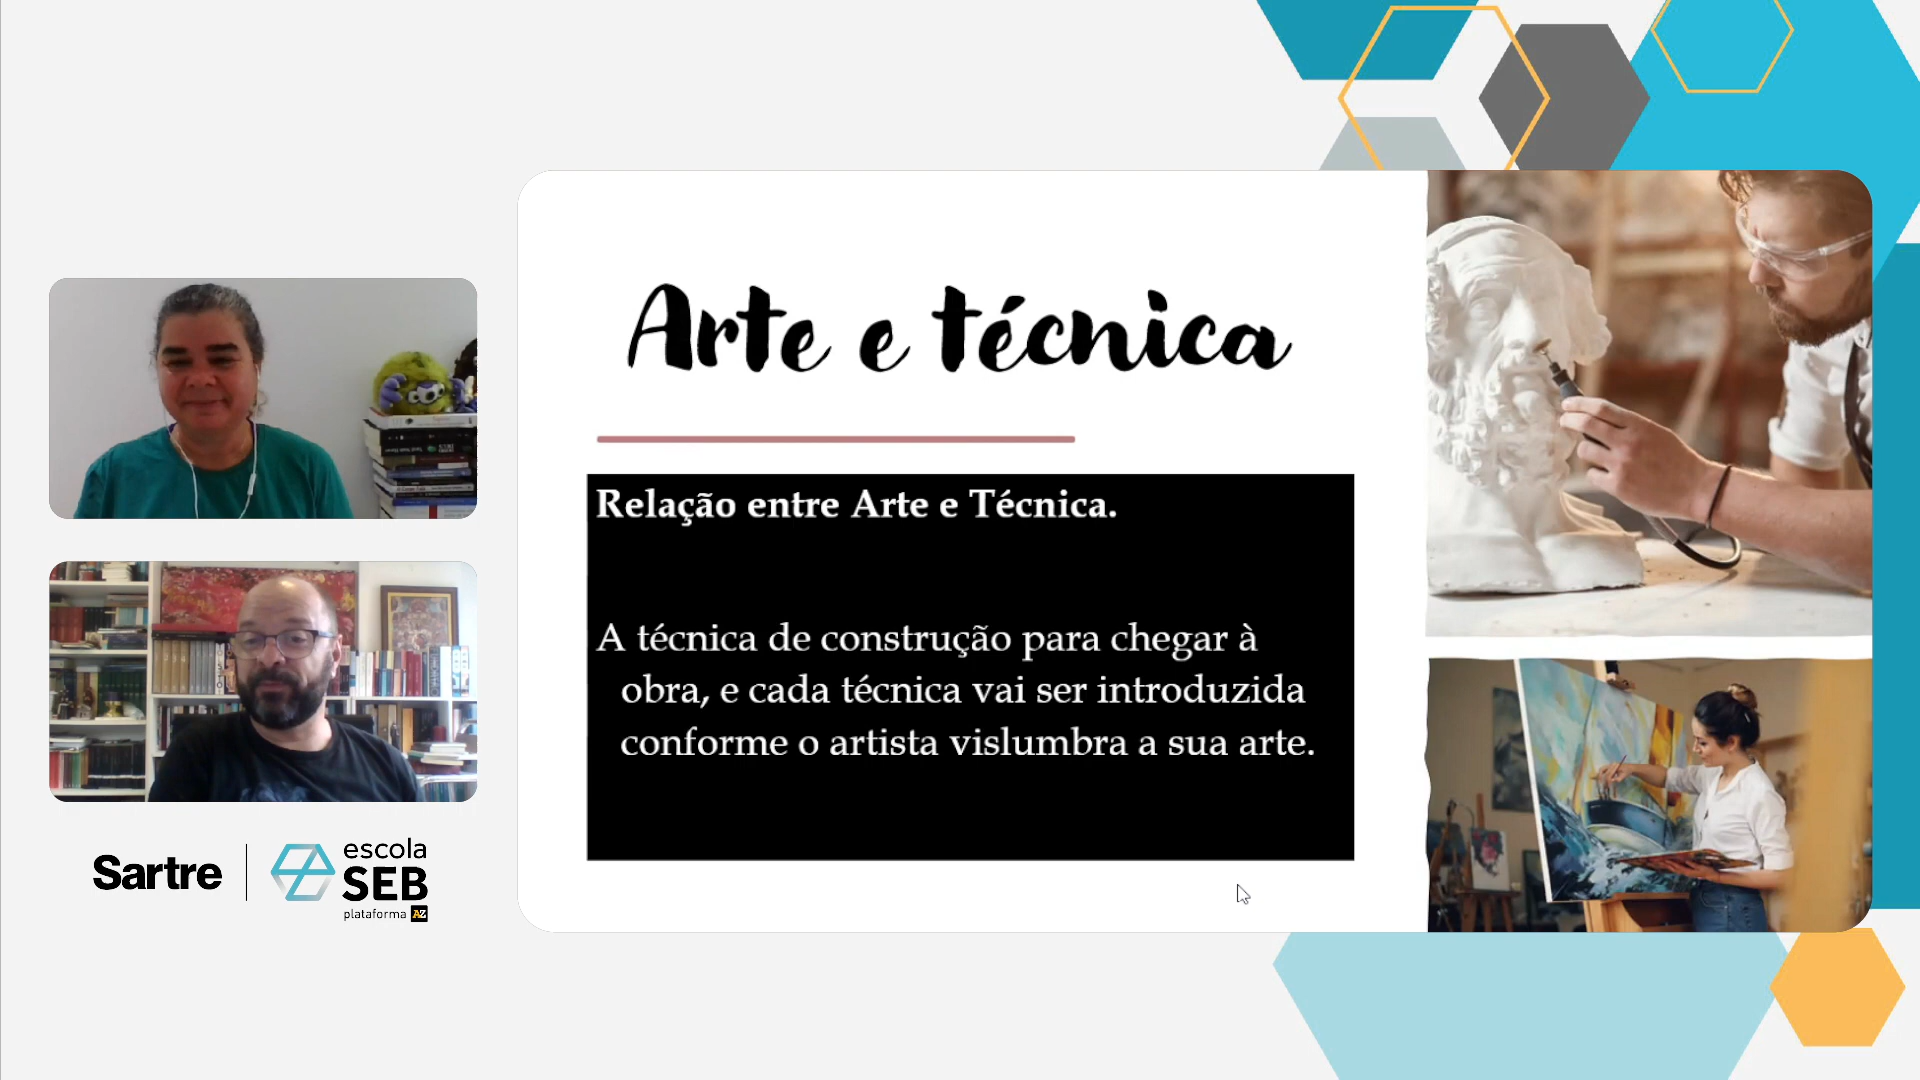 Arte e técnica
Relação entre Arte e Técnica.
A técnica de construção para chegar à
obra, e cada técnica vai ser introduzida
conforme o artista vislumbra a sua arte.
Sartre
escola
SEB
plataforma AZ